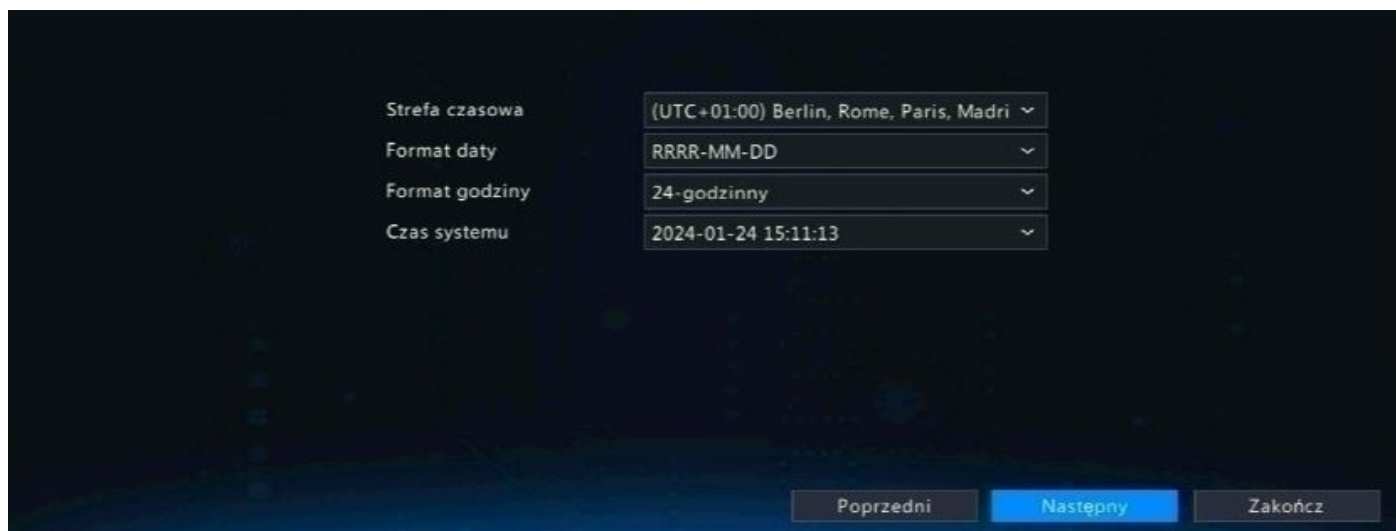 Strefa czasowa (UTC+01:00) Berlin, Rome, Paris, Madri
Format daty RRRR-MM-DD
Format godziny 24-godzinny
Czas systemu 2024-01-24 15:11:13
Poprzedni Następny Zakończ